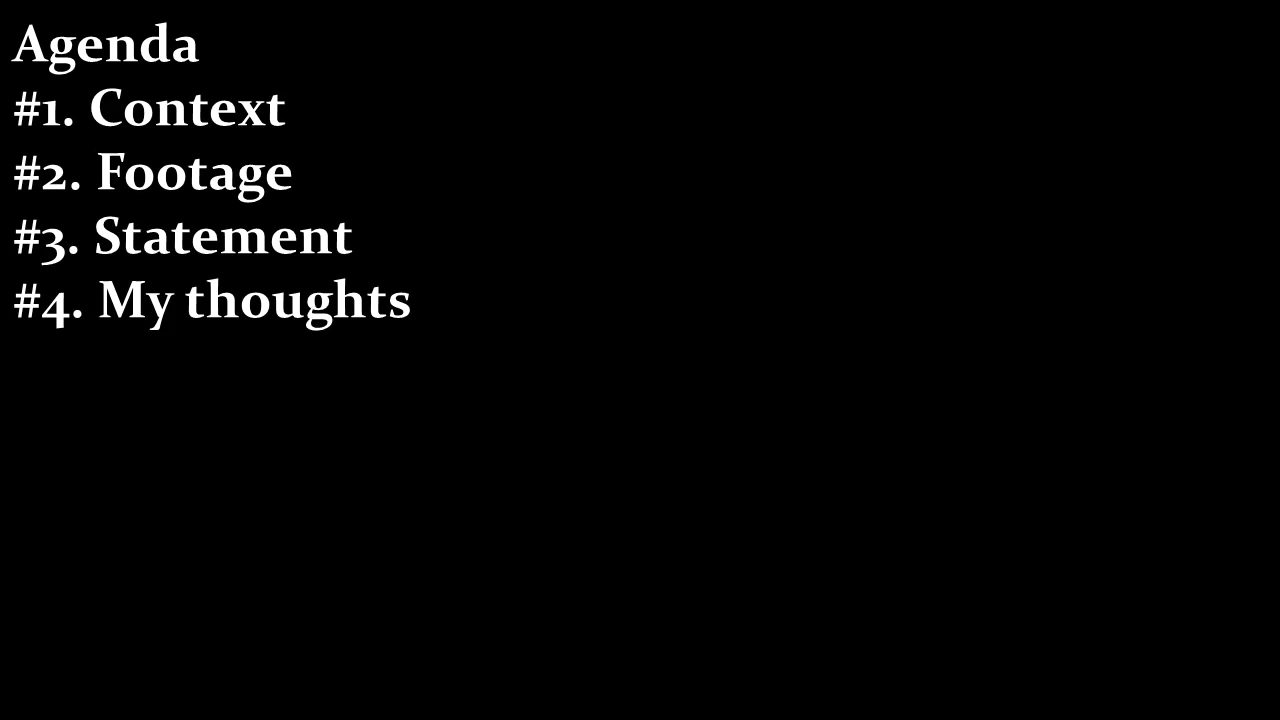 Agenda
#1. Context
#2. Footage
#3. Statement
#4. My thoughts